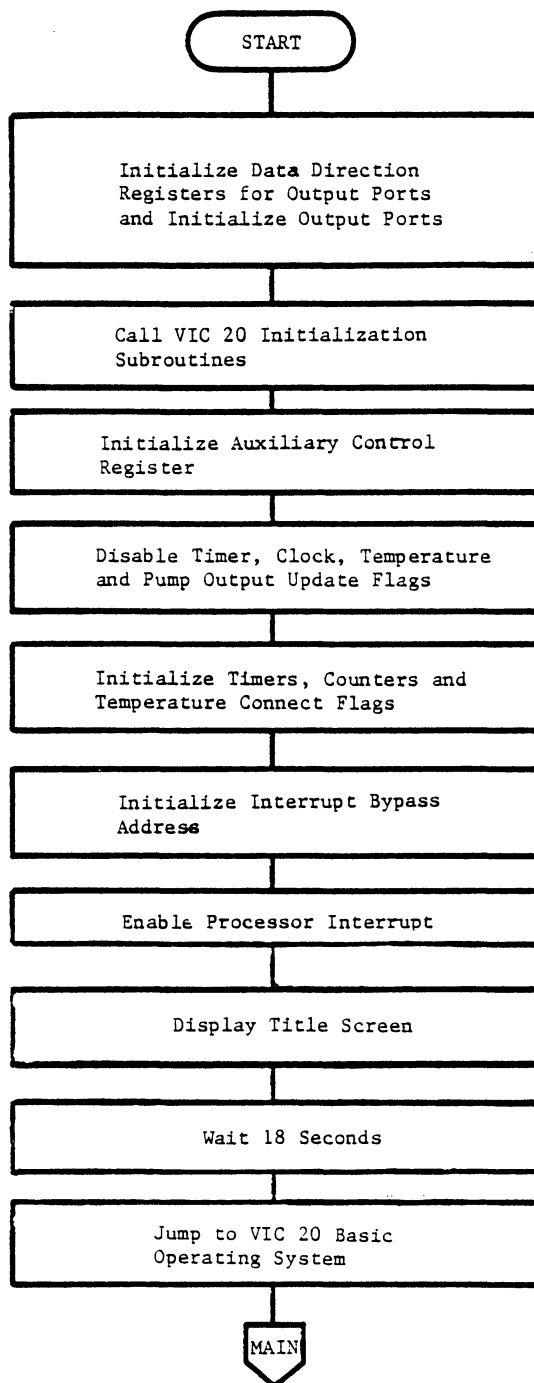 START
Initialize Data Direction
Registers for Output Ports
and Initialize Output Ports
Call VIC 20 Initialization
Subroutines
Initialize Auxiliary Control
Register
Disable Timer, Clock, Temperature
and Pump Output Update Flags
Initialize Timers, Counters and
Temperature Connect Flags
Initialize Interrupt Bypass
Address
Enable Processor Interrupt
Display Title Screen
Wait 18 Seconds
Jump to VIC 20 Basic
Operating System
MAIN